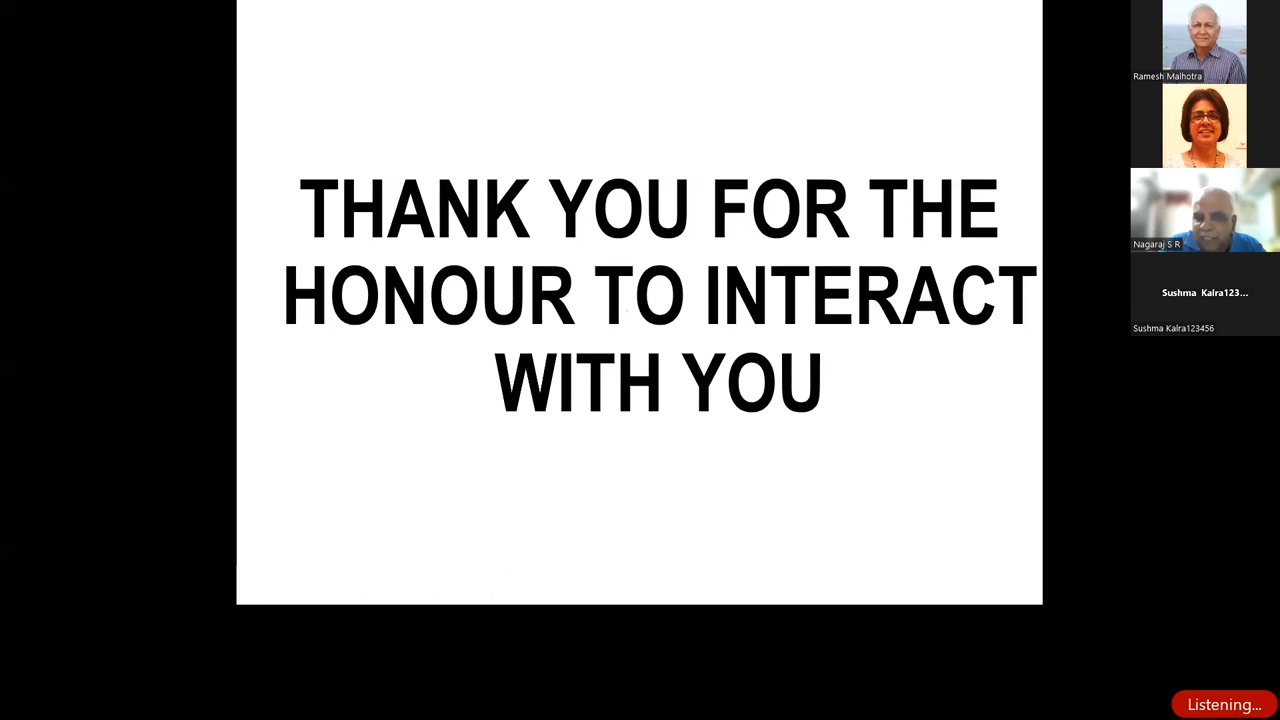 THANK YOU FOR THE
HONOUR TO INTERACT
WITH YOU
Ramesh Malhotra
Nagaraj S R
Sushma Kalra123...
Sushma Kalra123456
Listening...